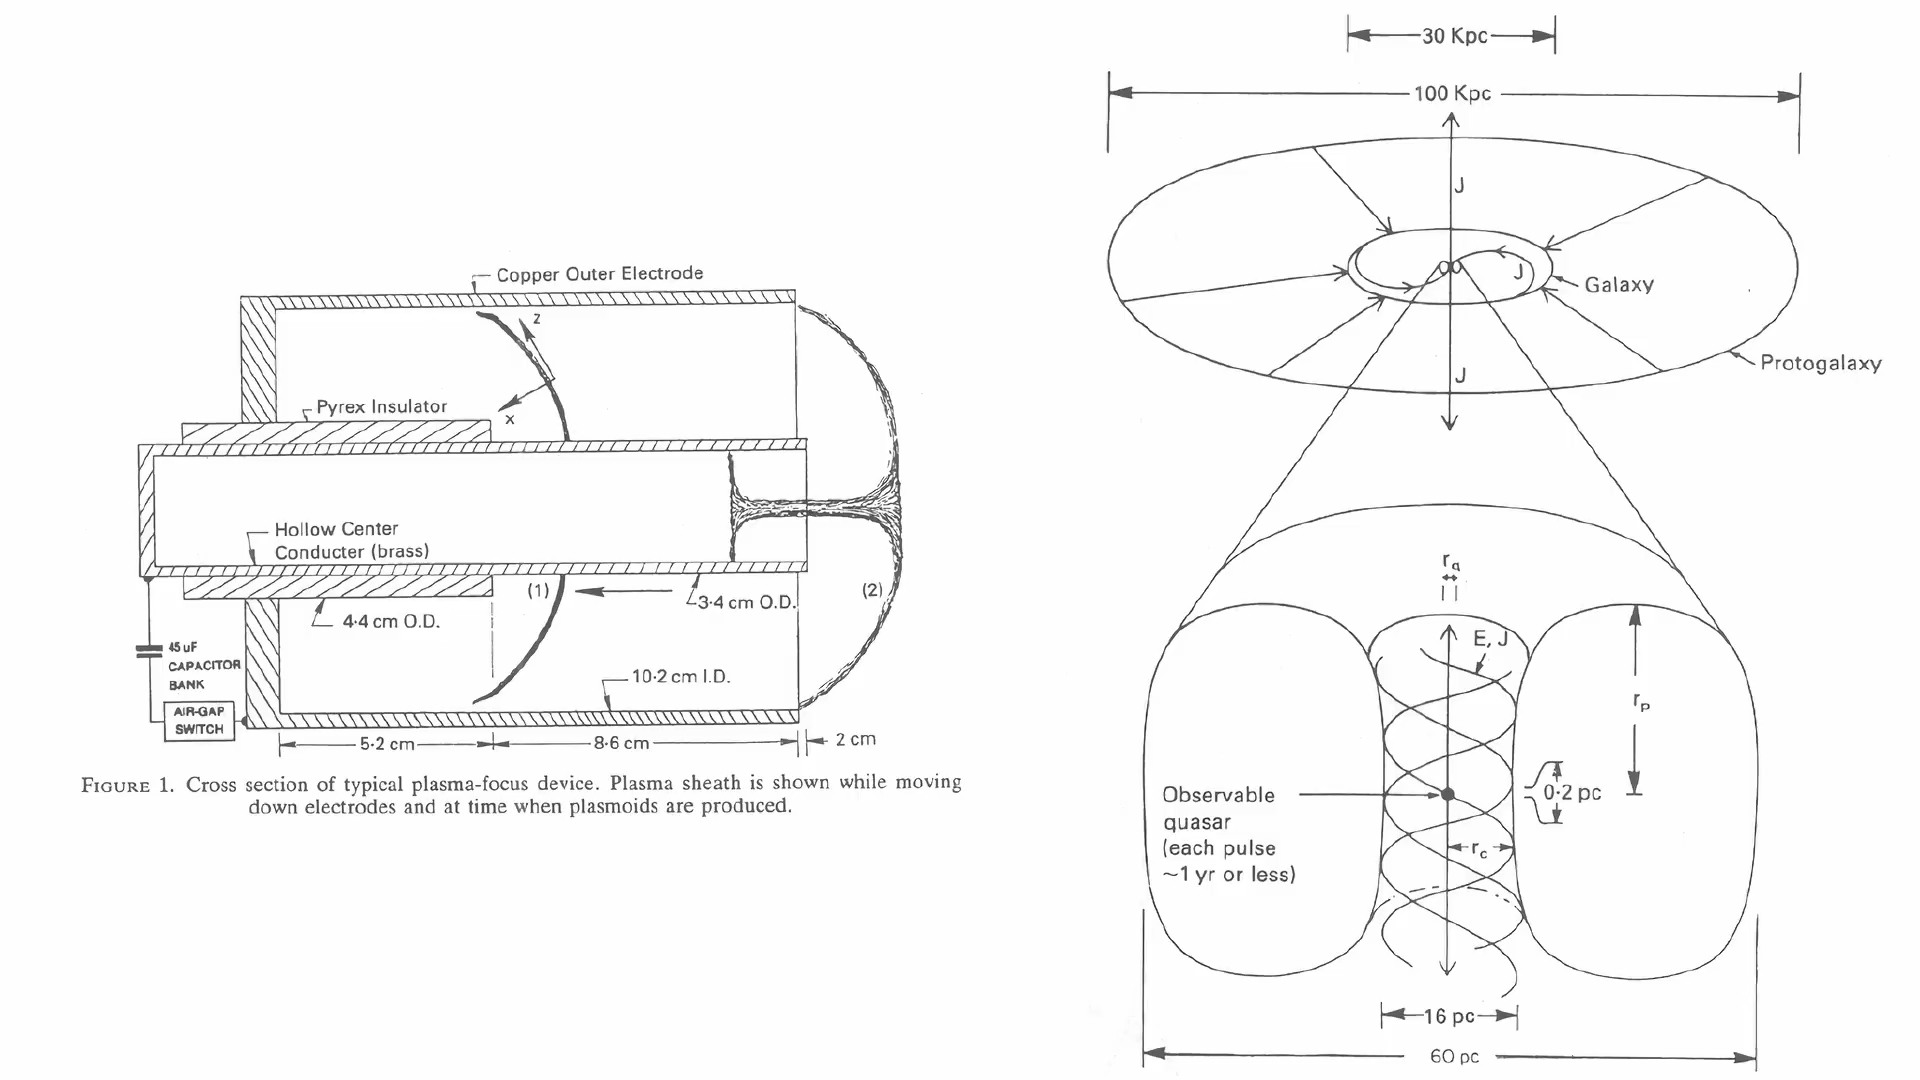 Copper Outer Electrode
z
x
Pyrex Insulator
Hollow Center
Conducter (brass)
(1)
(2)
3·4 cm O.D.
4·4 cm O.D.
10·2 cm I.D.
45uF
CAPACITOR
BANK
AIR-GAP
SWITCH
5·2 cm
8·6 cm
2 cm
FIGURE 1. Cross section of typical plasma-focus device. Plasma sheath is shown while moving
down electrodes and at time when plasmoids are produced.
30 Kpc
100 Kpc
J
J
Galaxy
J
Protogalaxy
rq
E, J
rp
Observable
quasar
(each pulse
~1 yr or less)
0·2 pc
rc
16 pc
60 pc